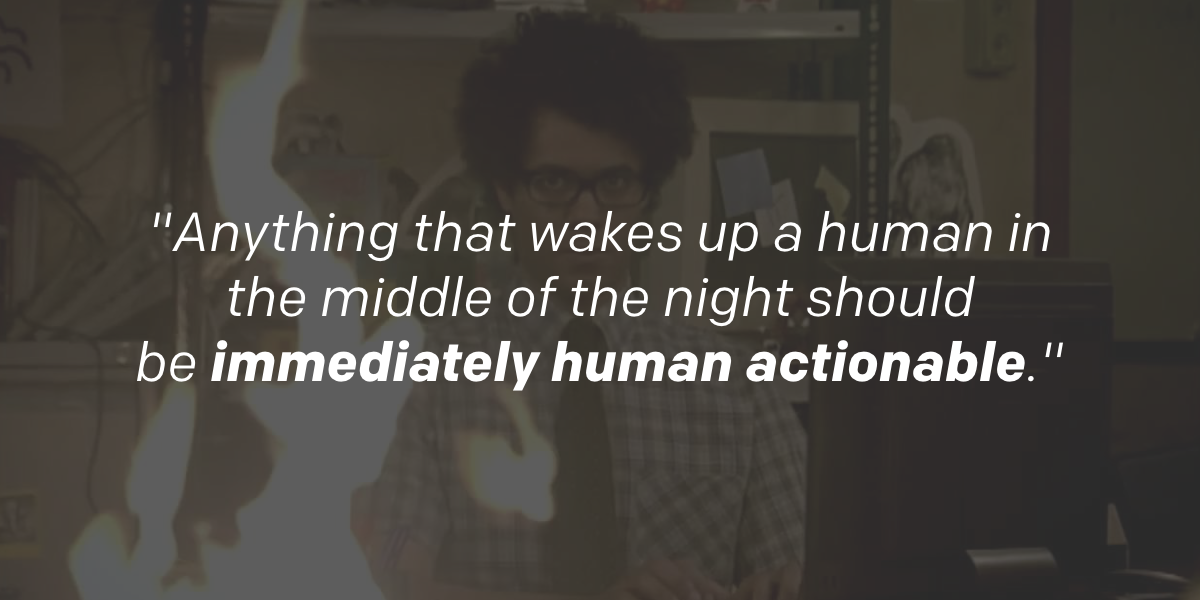 "Anything that wakes up a human in
the middle of the night should
be immediately human actionable."